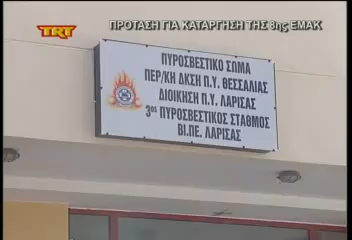 TRT
ΠΡΟΤΑΣΗ ΓΙΑ ΚΑΤΑΡΓΗΣΗ ΤΗΣ 8ης ΕΜΑΚ
ΠΥΡΟΣΒΕΣΤΙΚΟ ΣΩΜΑ
ΠΕΡ/ΚΗ ΔΚΣΗ Π.Υ. ΘΕΣΣΑΛΙΑΣ
ΔΙΟΙΚΗΣΗ Π.Υ. ΛΑΡΙΣΑΣ
3ος ΠΥΡΟΣΒΕΣΤΙΚΟΣ ΣΤΑΘΜΟΣ
ΒΙ.ΠΕ. ΛΑΡΙΣΑΣ